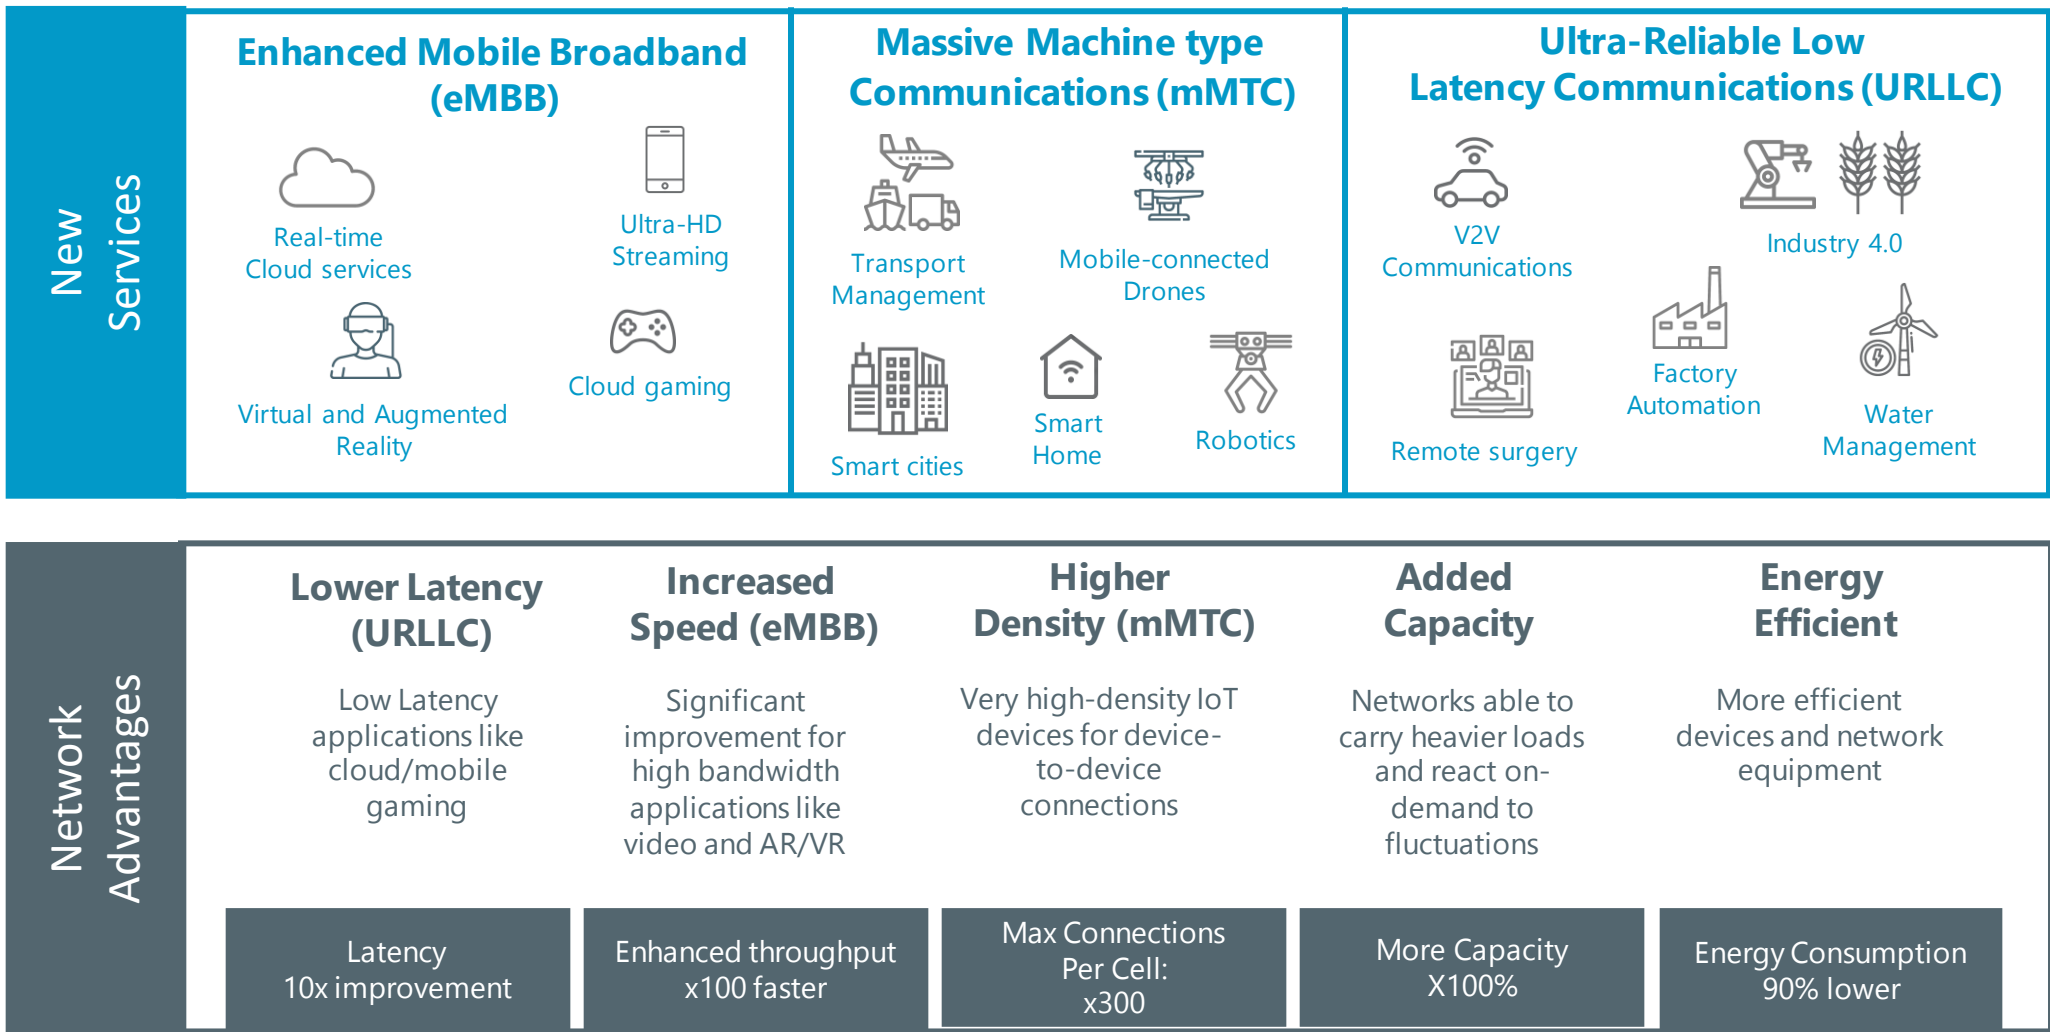 New
Services
Enhanced Mobile Broadband
(eMBB)
Real-time
Cloud services
Ultra-HD
Streaming
Virtual and Augmented
Reality
Cloud gaming
Massive Machine type
Communications (mMTC)
Transport
Management
Mobile-connected
Drones
Smart cities
Smart
Home
Robotics
Ultra-Reliable Low
Latency Communications (URLLC)
V2V
Communications
Industry 4.0
Remote surgery
Factory
Automation
Water
Management
Network
Advantages
Lower Latency
(URLLC)
Low Latency
applications like
cloud/mobile
gaming
Latency
10x improvement
Increased
Speed (eMBB)
Significant
improvement for
high bandwidth
applications like
video and AR/VR
Enhanced throughput
x100 faster
Higher
Density (mMTC)
Very high-density IoT
devices for device-
to-device
connections
Max Connections
Per Cell:
x300
Added
Capacity
Networks able to
carry heavier loads
and react on-
demand to
fluctuations
More Capacity
X100%
Energy
Efficient
More efficient
devices and network
equipment
Energy Consumption
90% lower